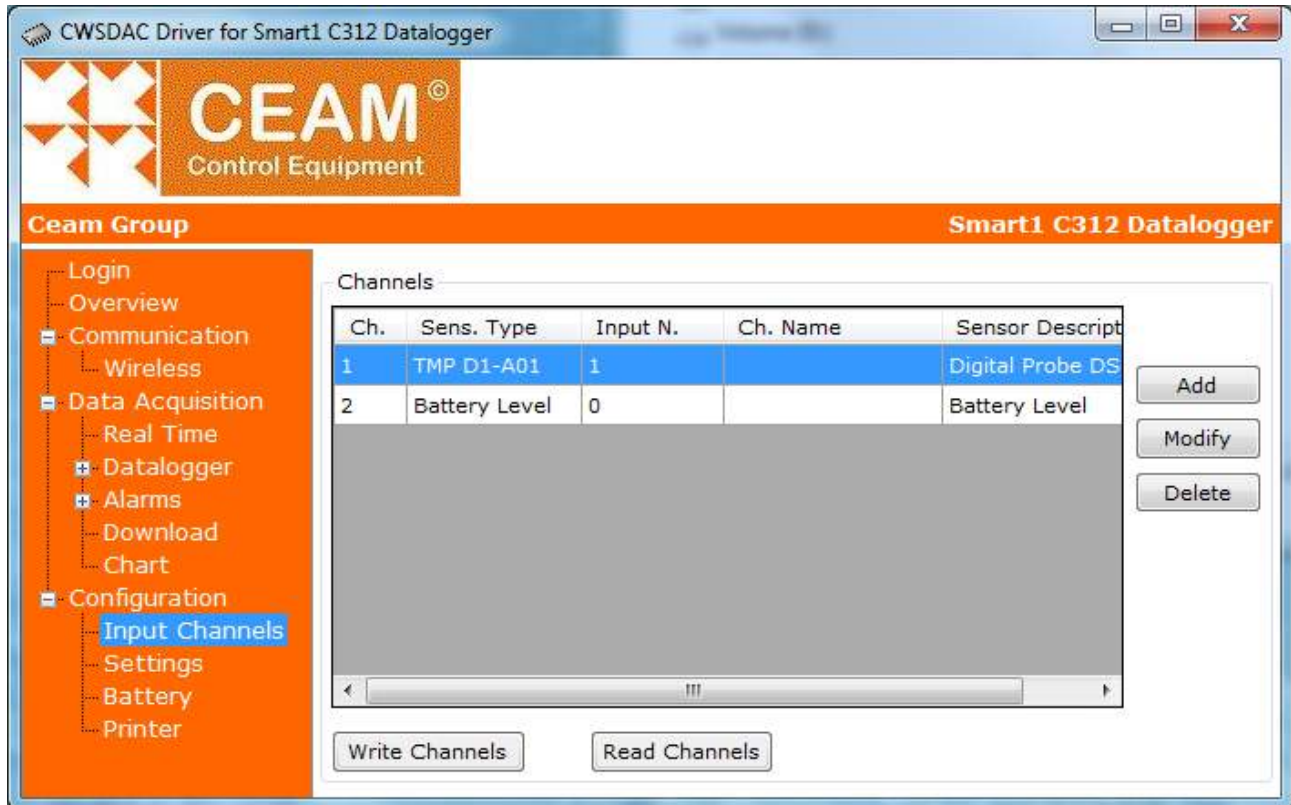 CWSDAC Driver for Smart1 C312 Datalogger
CEAM©
Control Equipment
Ceam Group
Smart1 C312 Datalogger
Login
Overview
Communication
Wireless
Data Acquisition
Real Time
Datalogger
Alarms
Download
Chart
Configuration
Input Channels
Settings
Battery
Printer
Channels
Ch. Sens. Type Input N. Ch. Name Sensor Descript
1 TMP D1-A01 1 Digital Probe DS
2 Battery Level 0 Battery Level
Add
Modify
Delete
Write Channels
Read Channels